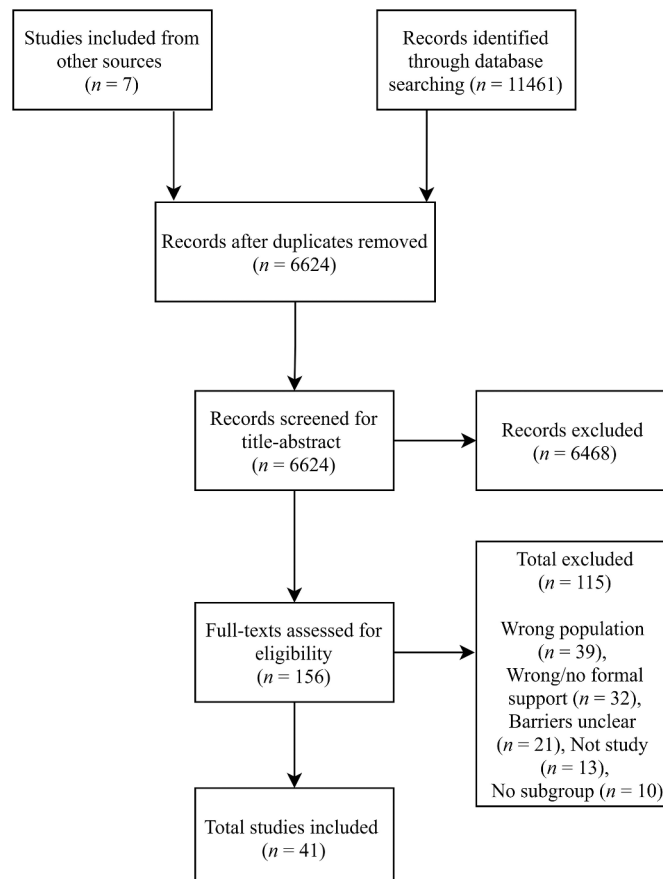 Studies included from
other sources
(n = 7)
Records identified
through database
searching (n = 11461)
Records after duplicates removed
(n = 6624)
Records screened for
title-abstract
(n = 6624)
Records excluded
(n = 6468)
Full-texts assessed for
eligibility
(n = 156)
Total excluded
(n = 115)
Wrong population
(n = 39),
Wrong/no formal
support (n = 32),
Barriers unclear
(n = 21), Not study
(n = 13),
No subgroup (n = 10)
Total studies included
(n = 41)